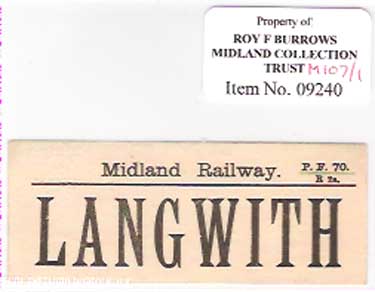 Property of
ROY F BURROWS
MIDLAND COLLECTION
TRUST M107/1
Item No. 09240
Midland Railway. P. F. 70.
R 2a.
LANGWITH